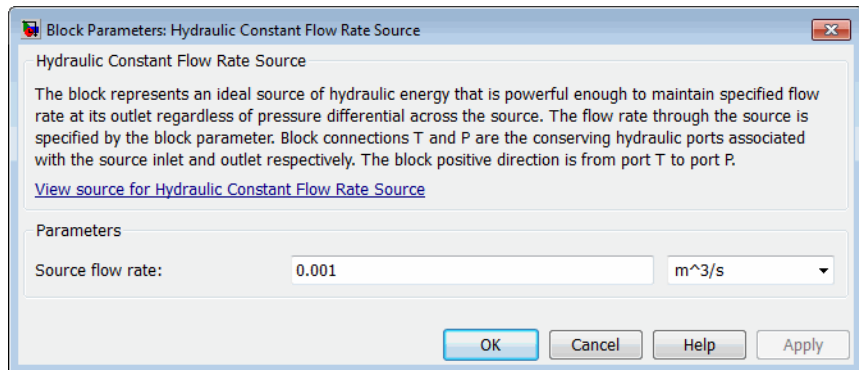 Block Parameters: Hydraulic Constant Flow Rate Source
Hydraulic Constant Flow Rate Source
The block represents an ideal source of hydraulic energy that is powerful enough to maintain specified flow
rate at its outlet regardless of pressure differential across the source. The flow rate through the source is
specified by the block parameter. Block connections T and P are the conserving hydraulic ports associated
with the source inlet and outlet respectively. The block positive direction is from port T to port P.
View source for Hydraulic Constant Flow Rate Source
Parameters
Source flow rate: 0.001 m^3/s
OK Cancel Help Apply